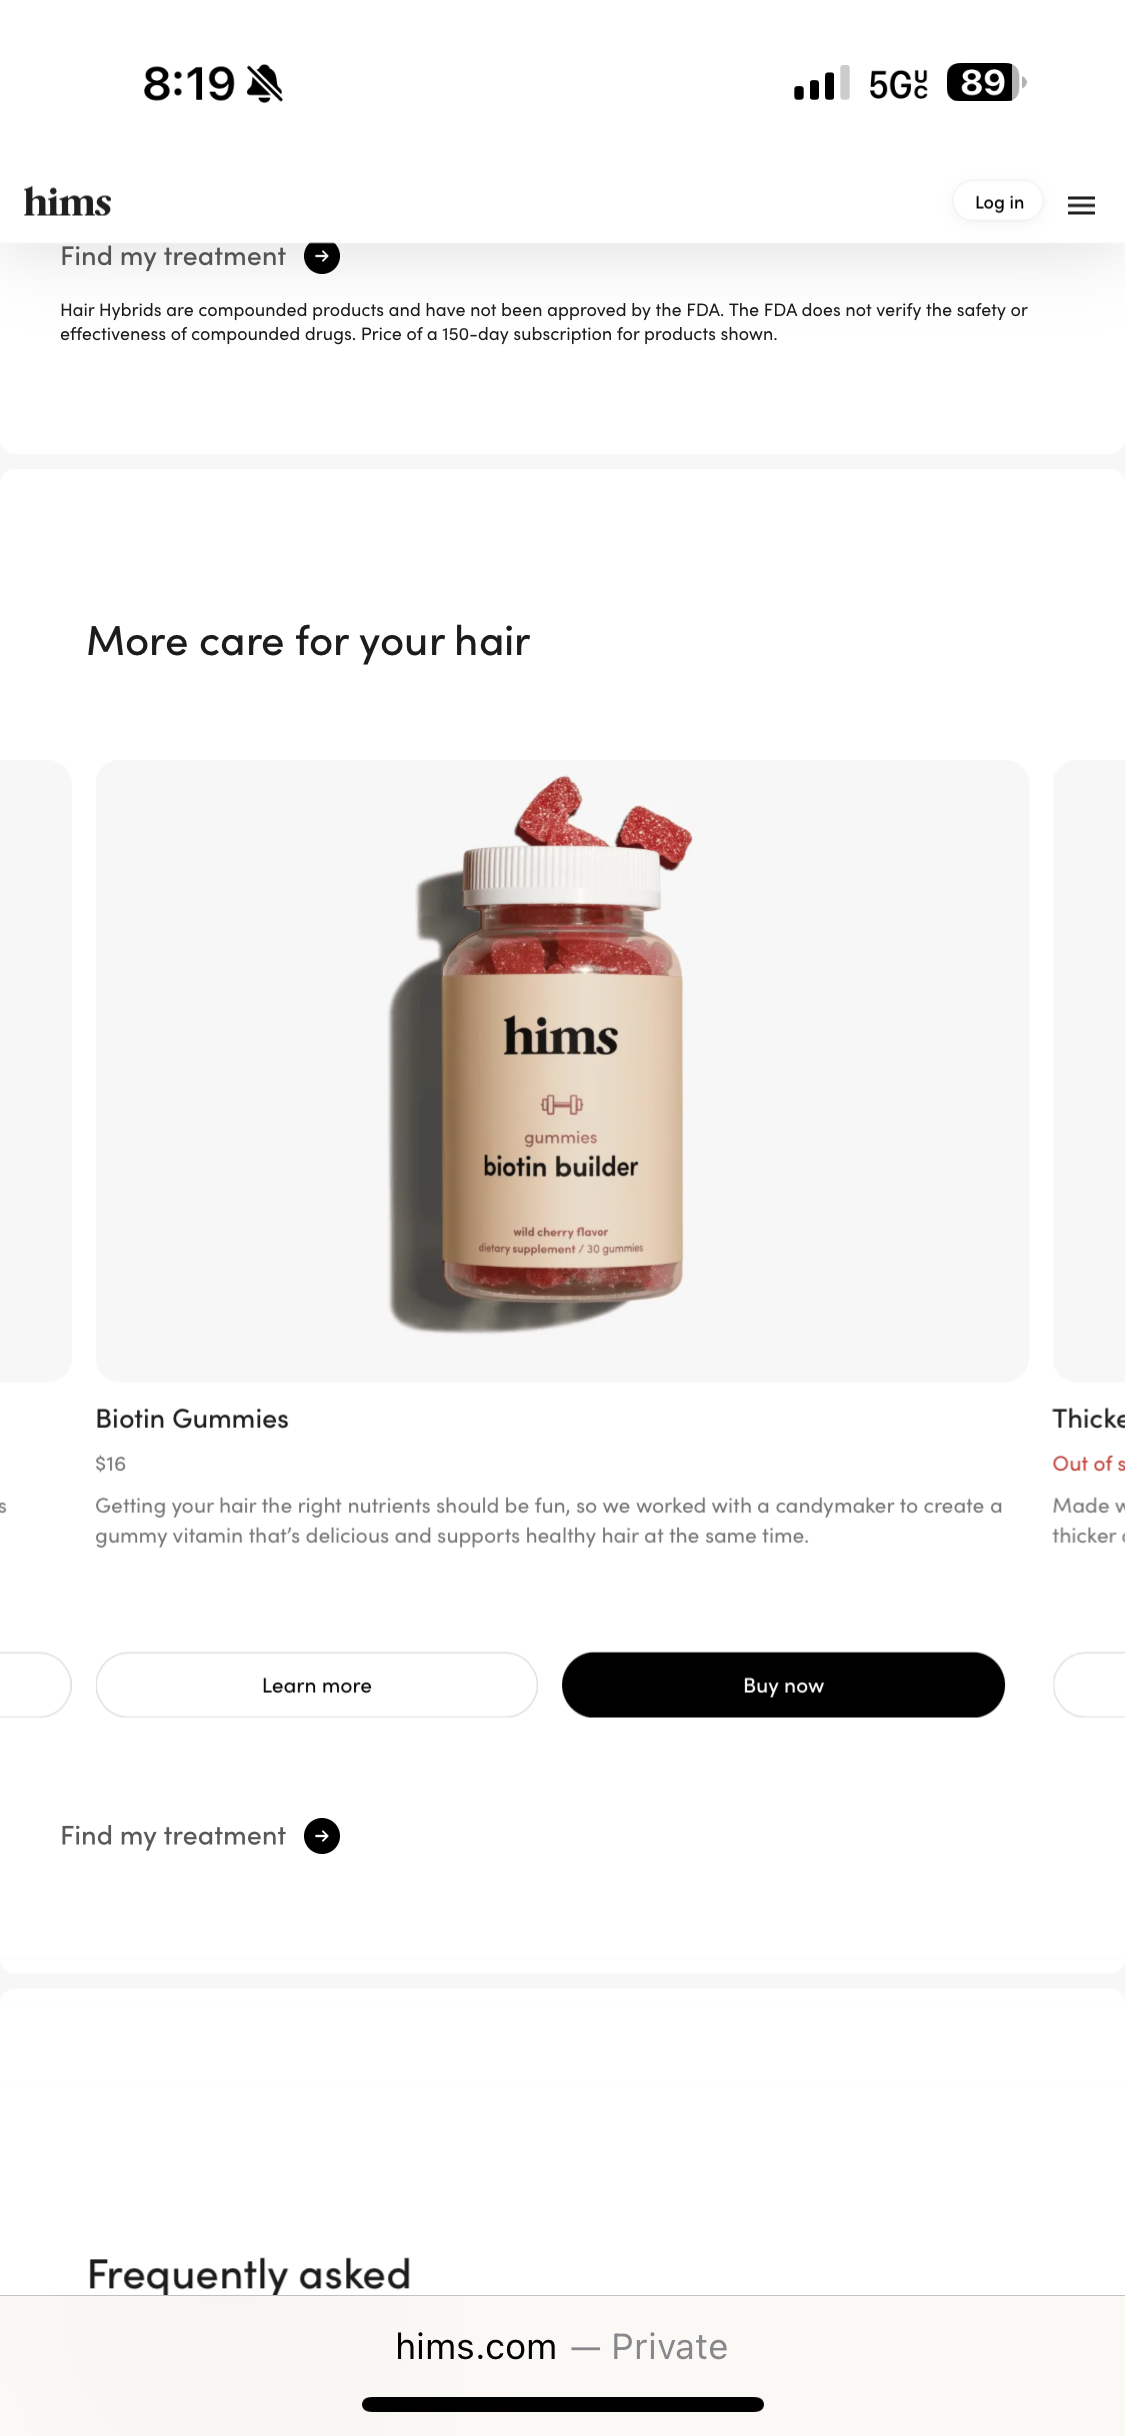 8:19
5G UC
89
hims
Log in
Find my treatment
Hair Hybrids are compounded products and have not been approved by the FDA. The FDA does not verify the safety or
effectiveness of compounded drugs. Price of a 150-day subscription for products shown.
More care for your hair
hims
gummies
biotin builder
wild cherry flavor
dietary supplement / 30 gummies
Biotin Gummies
$16
Getting your hair the right nutrients should be fun, so we worked with a candymaker to create a
gummy vitamin that’s delicious and supports healthy hair at the same time.
Learn more
Buy now
Out of
Made
thicker
Find my treatment
Frequently asked
hims.com — Private